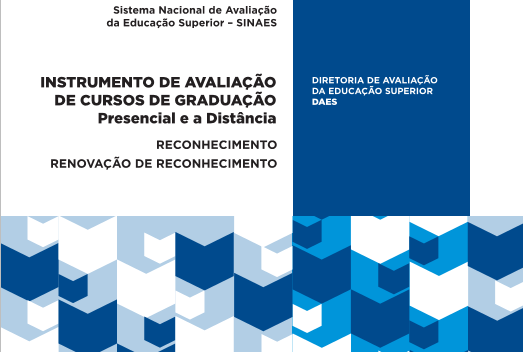 Sistema Nacional de Avaliação
da Educação Superior – SINAES
INSTRUMENTO DE AVALIAÇÃO
DE CURSOS DE GRADUAÇÃO
Presencial e a Distância
RECONHECIMENTO
RENOVAÇÃO DE RECONHECIMENTO
DIRETORIA DE AVALIAÇÃO
DA EDUCAÇÃO SUPERIOR
DAES